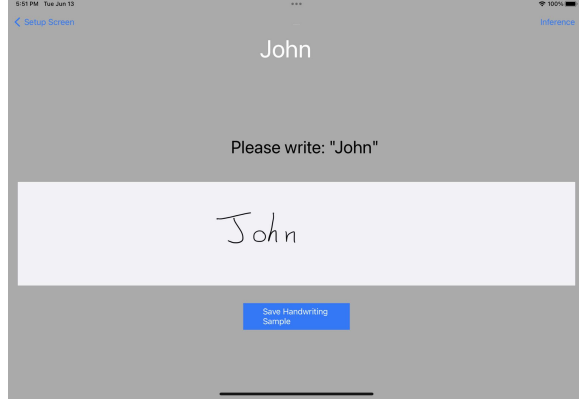 5:51 PM Tue Jun 13
100%
Setup Screen
Inference
John
Please write: "John"
John
Save Handwriting
Sample